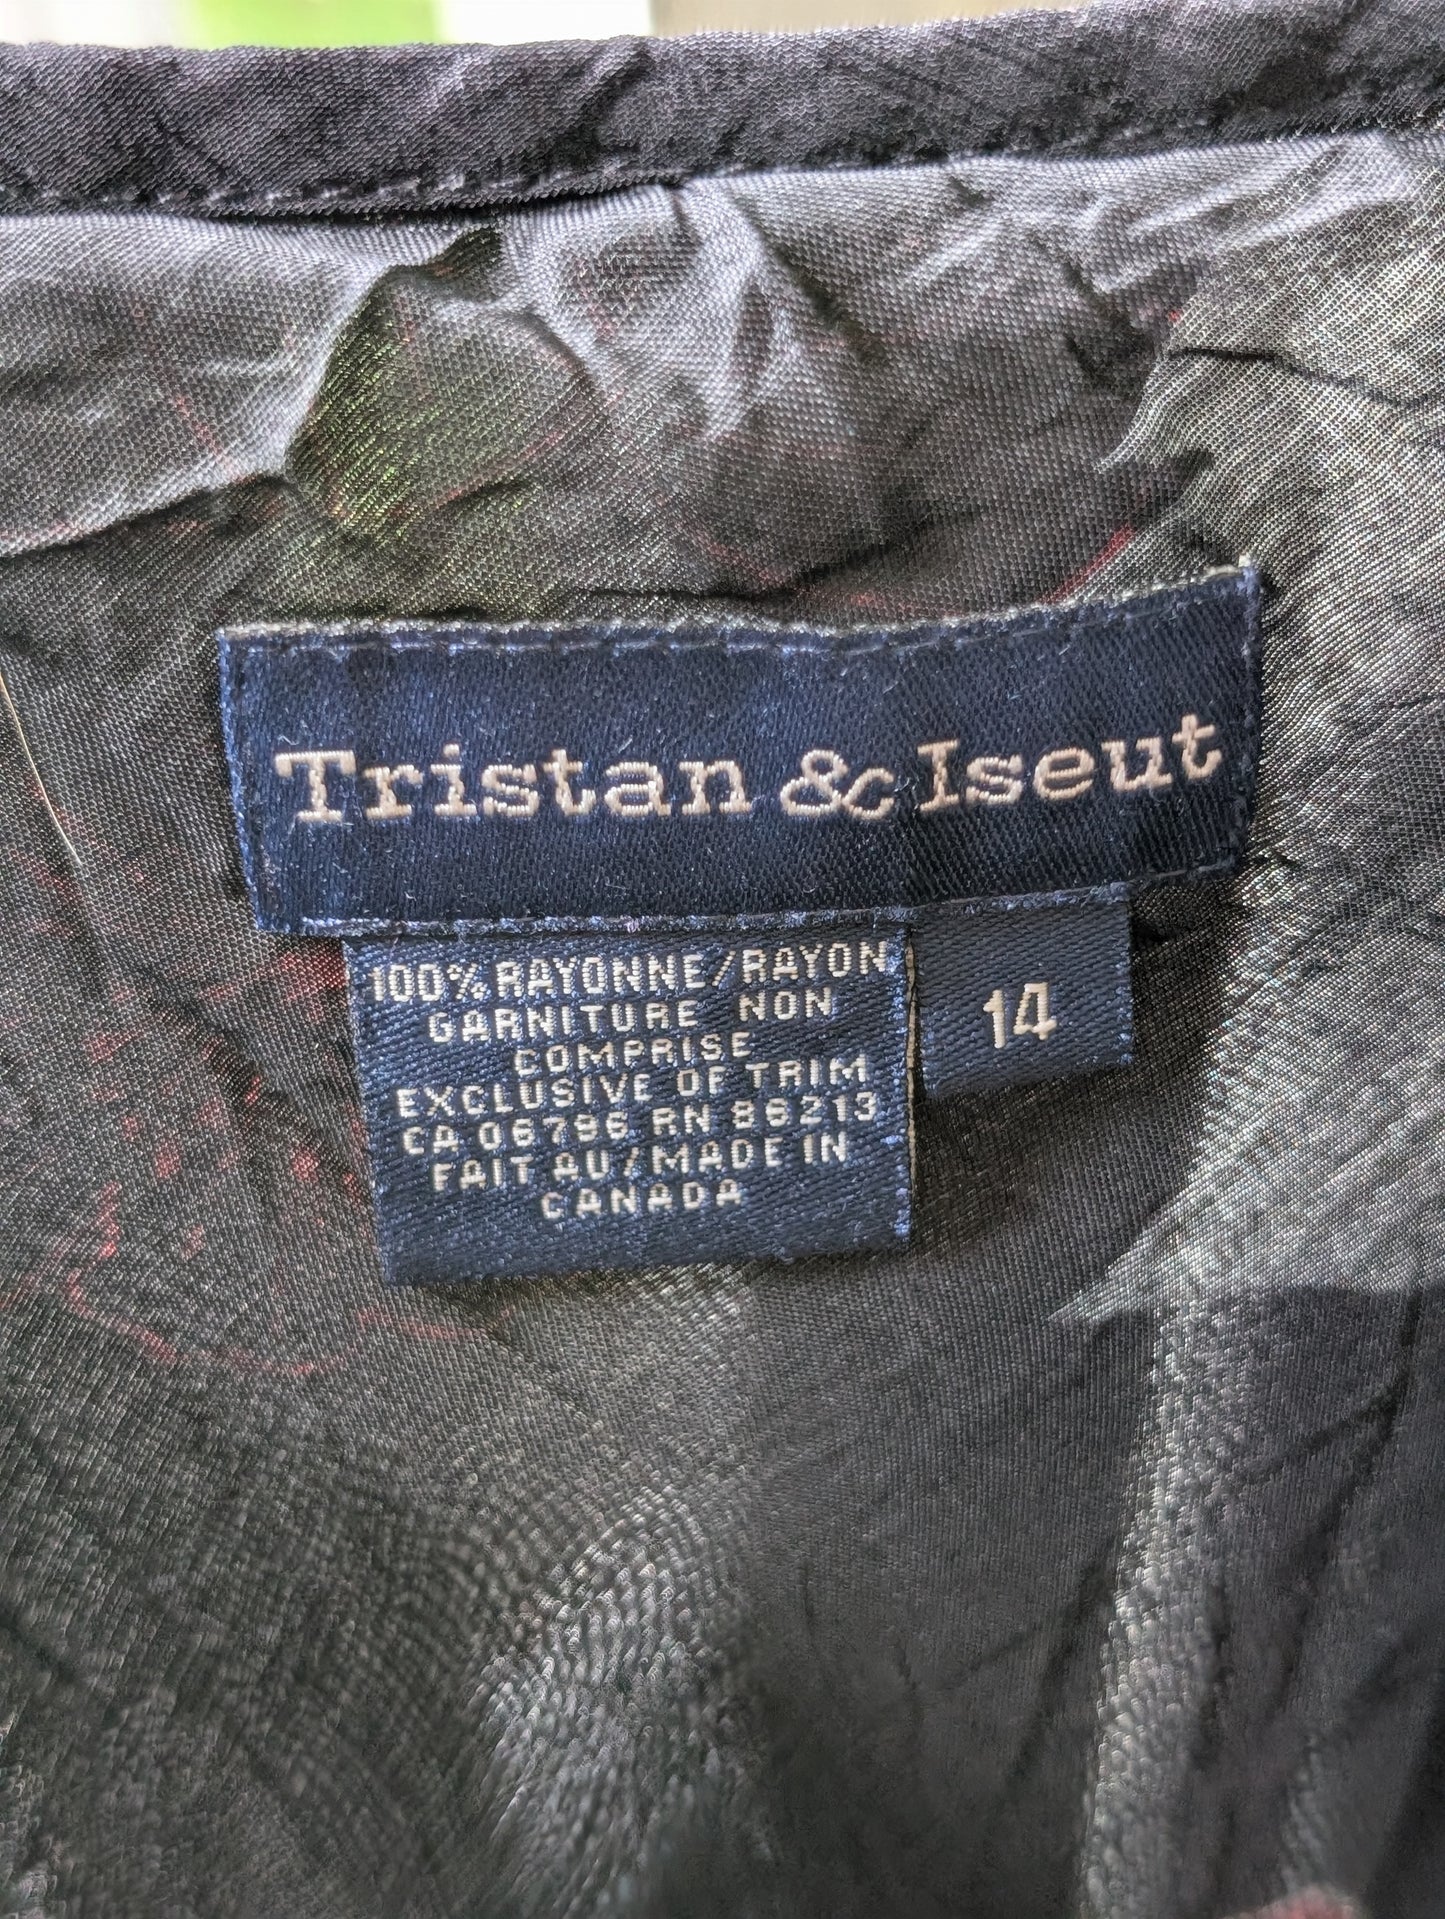 Tristan & Iseut
100% RAYONNE/RAYON
GARNITURE NON
COMPRISE
EXCLUSIVE OF TRIM
CA 06796 RN 86213
FAIT AU/MADE IN
CANADA
14